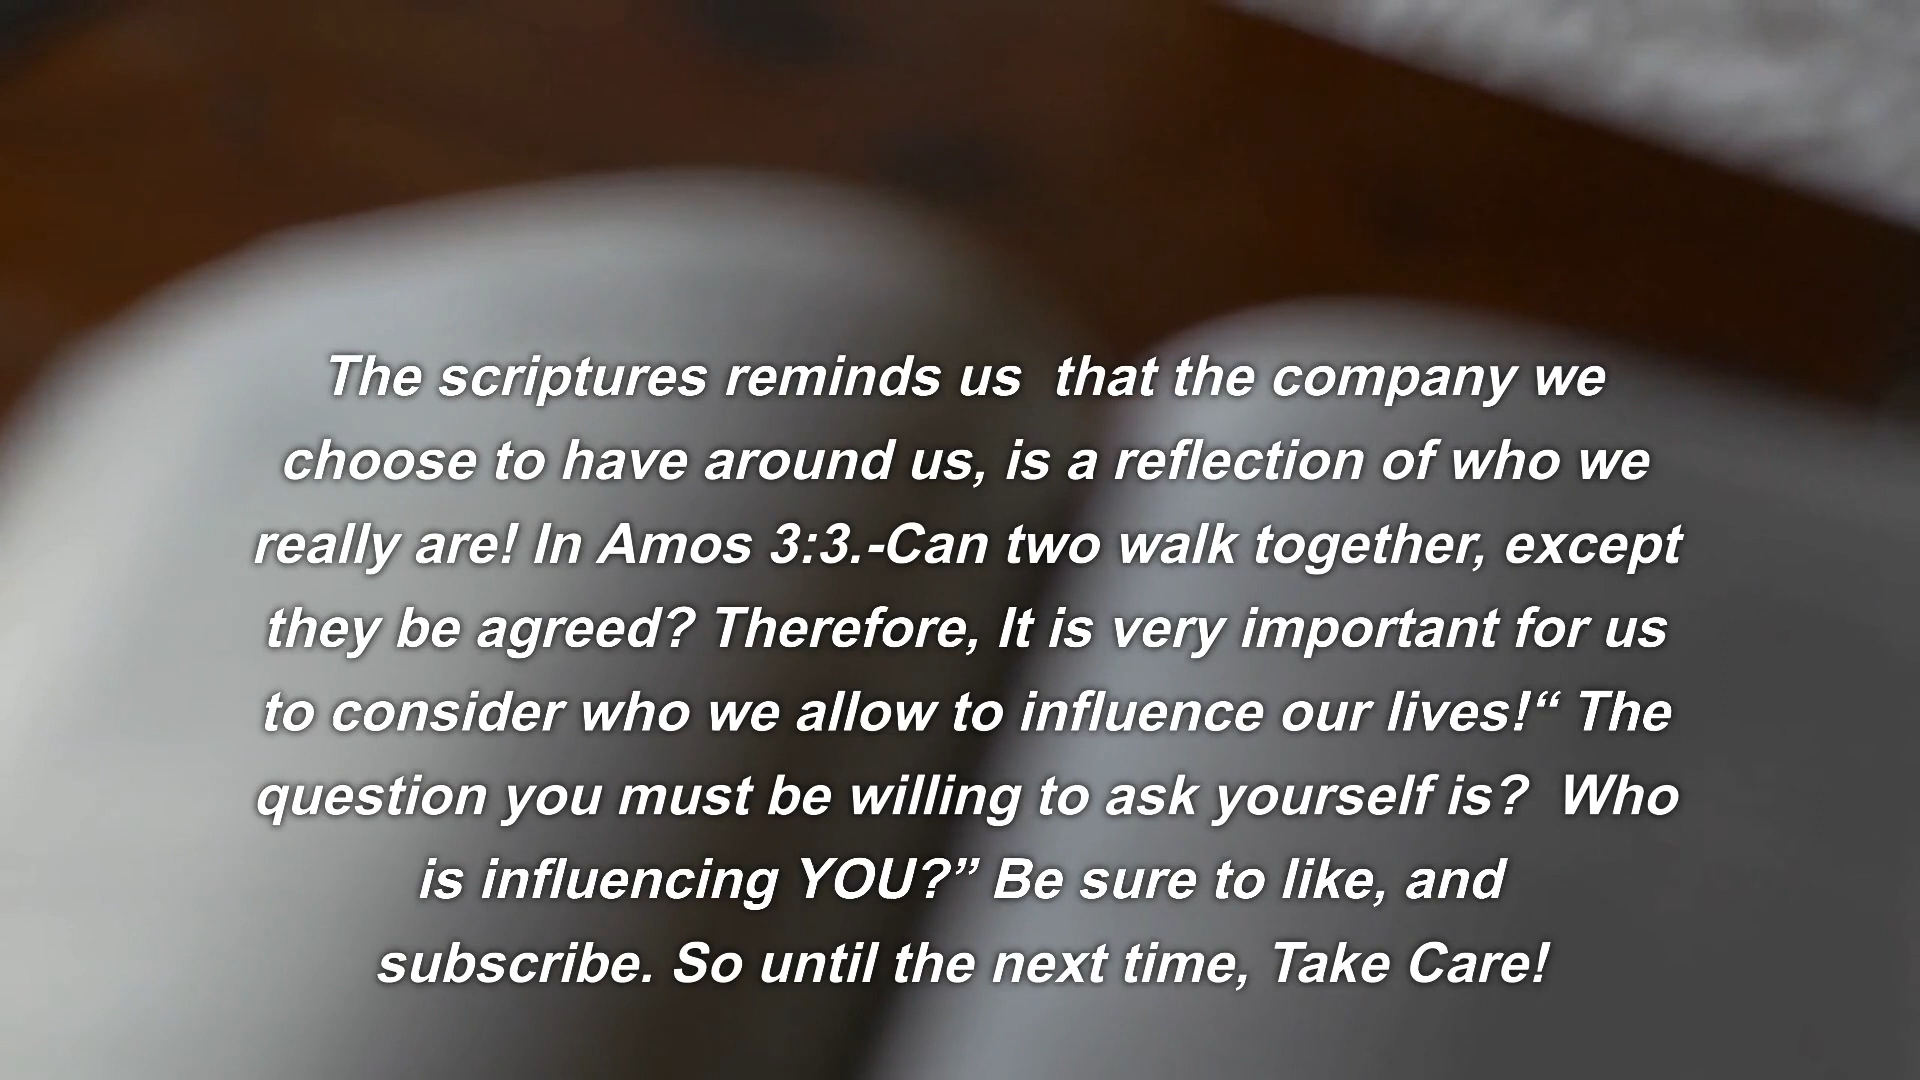 The scriptures reminds us  that the company we
choose to have around us, is a reflection of who we
really are! In Amos 3:3.-Can two walk together, except
they be agreed? Therefore, It is very important for us
to consider who we allow to influence our lives!“ The
question you must be willing to ask yourself is?  Who
is influencing YOU?” Be sure to like, and
subscribe. So until the next time, Take Care!